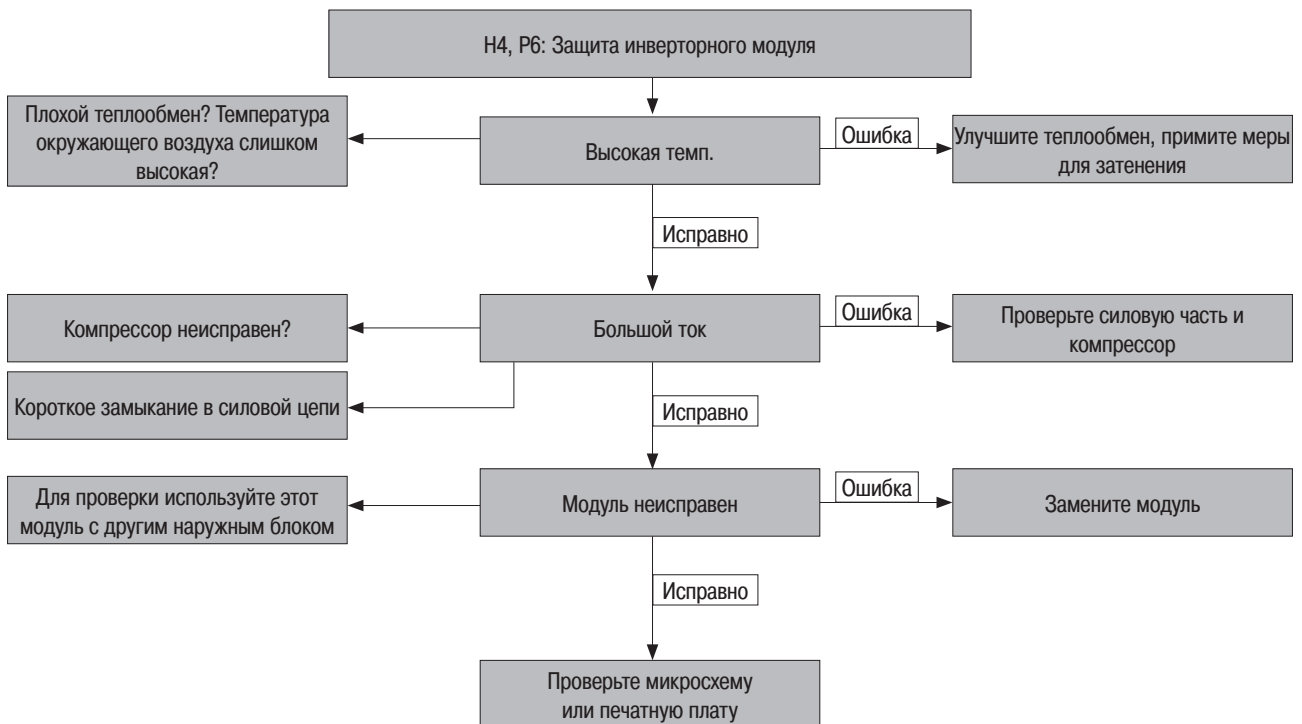 Н4, Р6: Защита инверторного модуля
Плохой теплообмен? Температура
окружающего воздуха слишком
высокая?
Высокая темп.
Ошибка
Улучшите теплообмен, примите меры
для затенения
Исправно
Компрессор неисправен?
Большой ток
Ошибка
Проверьте силовую часть и
компрессор
Короткое замыкание в силовой цепи
Исправно
Для проверки используйте этот
модуль с другим наружным блоком
Модуль неисправен
Ошибка
Замените модуль
Исправно
Проверьте микросхему
или печатную плату